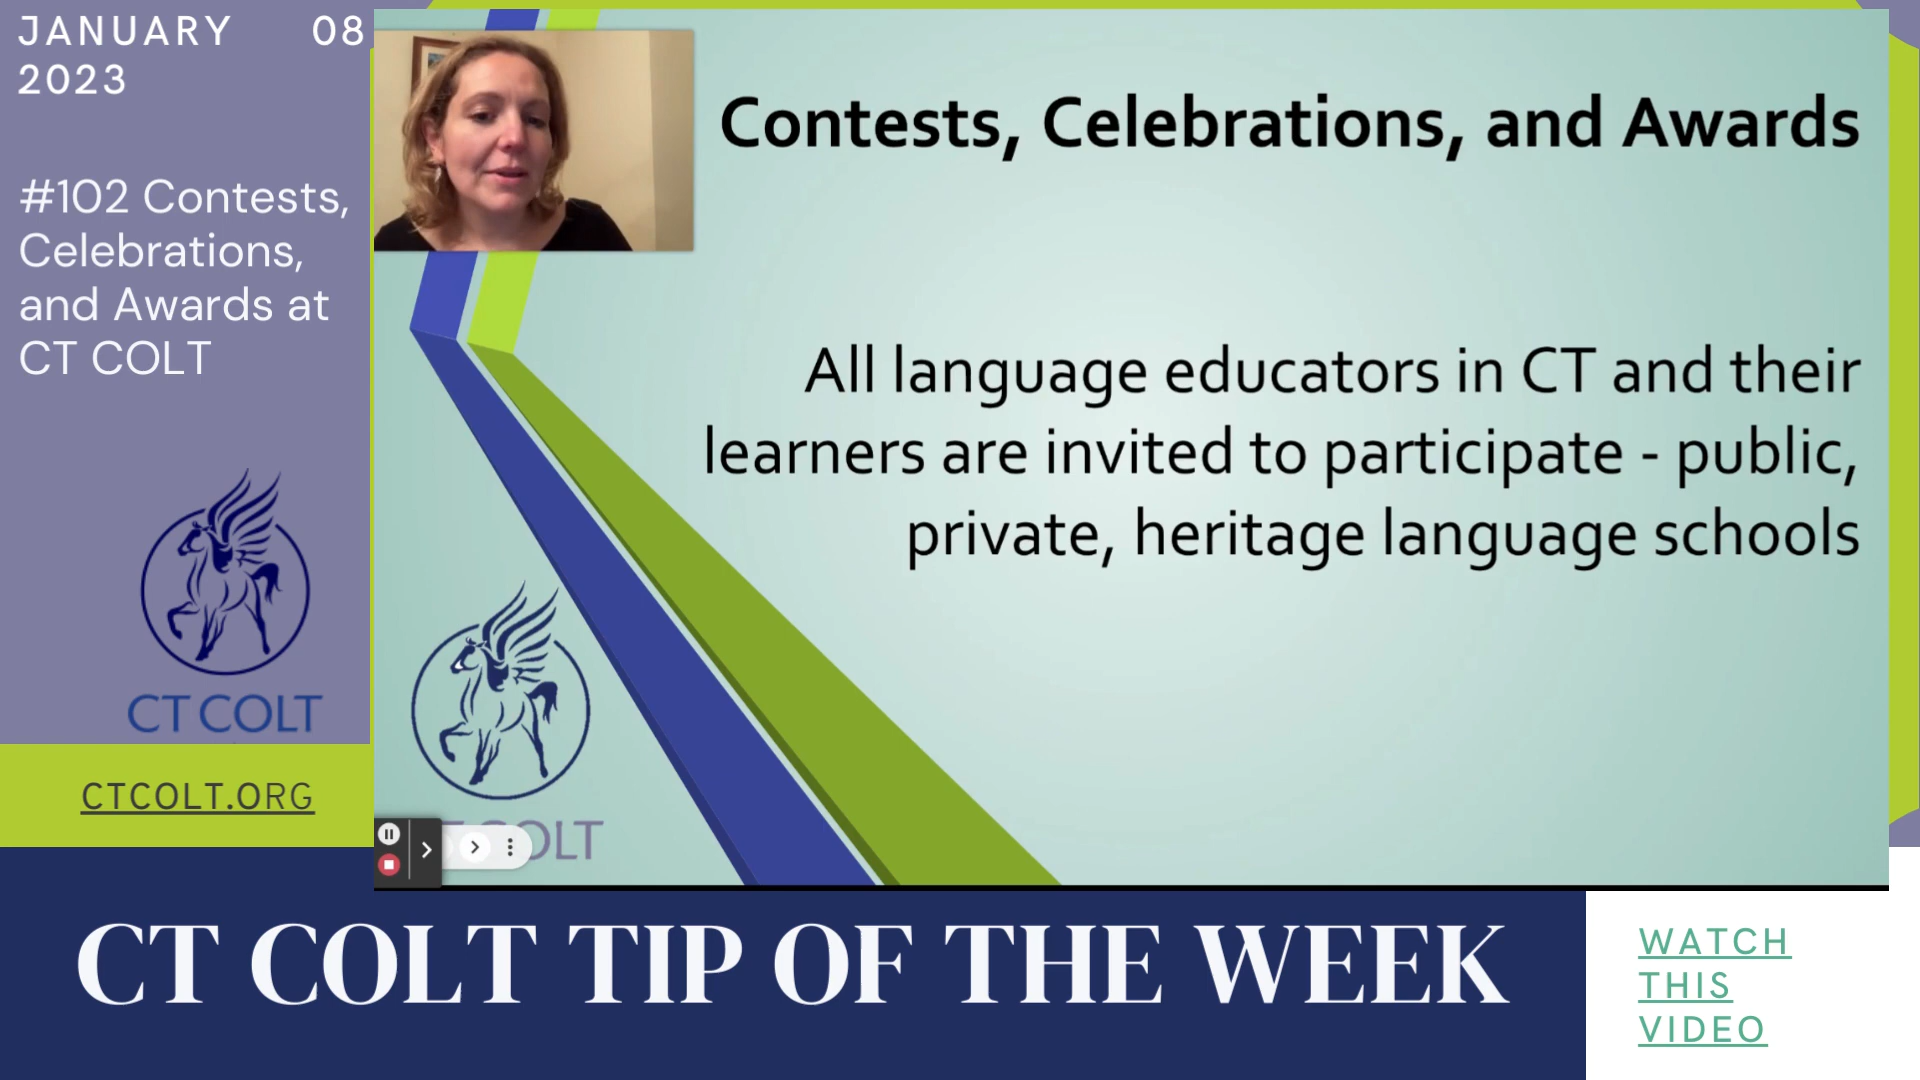 JANUARY 08
2023
#102 Contests,
Celebrations,
and Awards at
CT COLT
CT COLT
CTCOLT.ORG
Contests, Celebrations, and Awards
All language educators in CT and their
learners are invited to participate - public,
private, heritage language schools
OLT
CT COLT TIP OF THE WEEK
WATCH
THIS
VIDEO